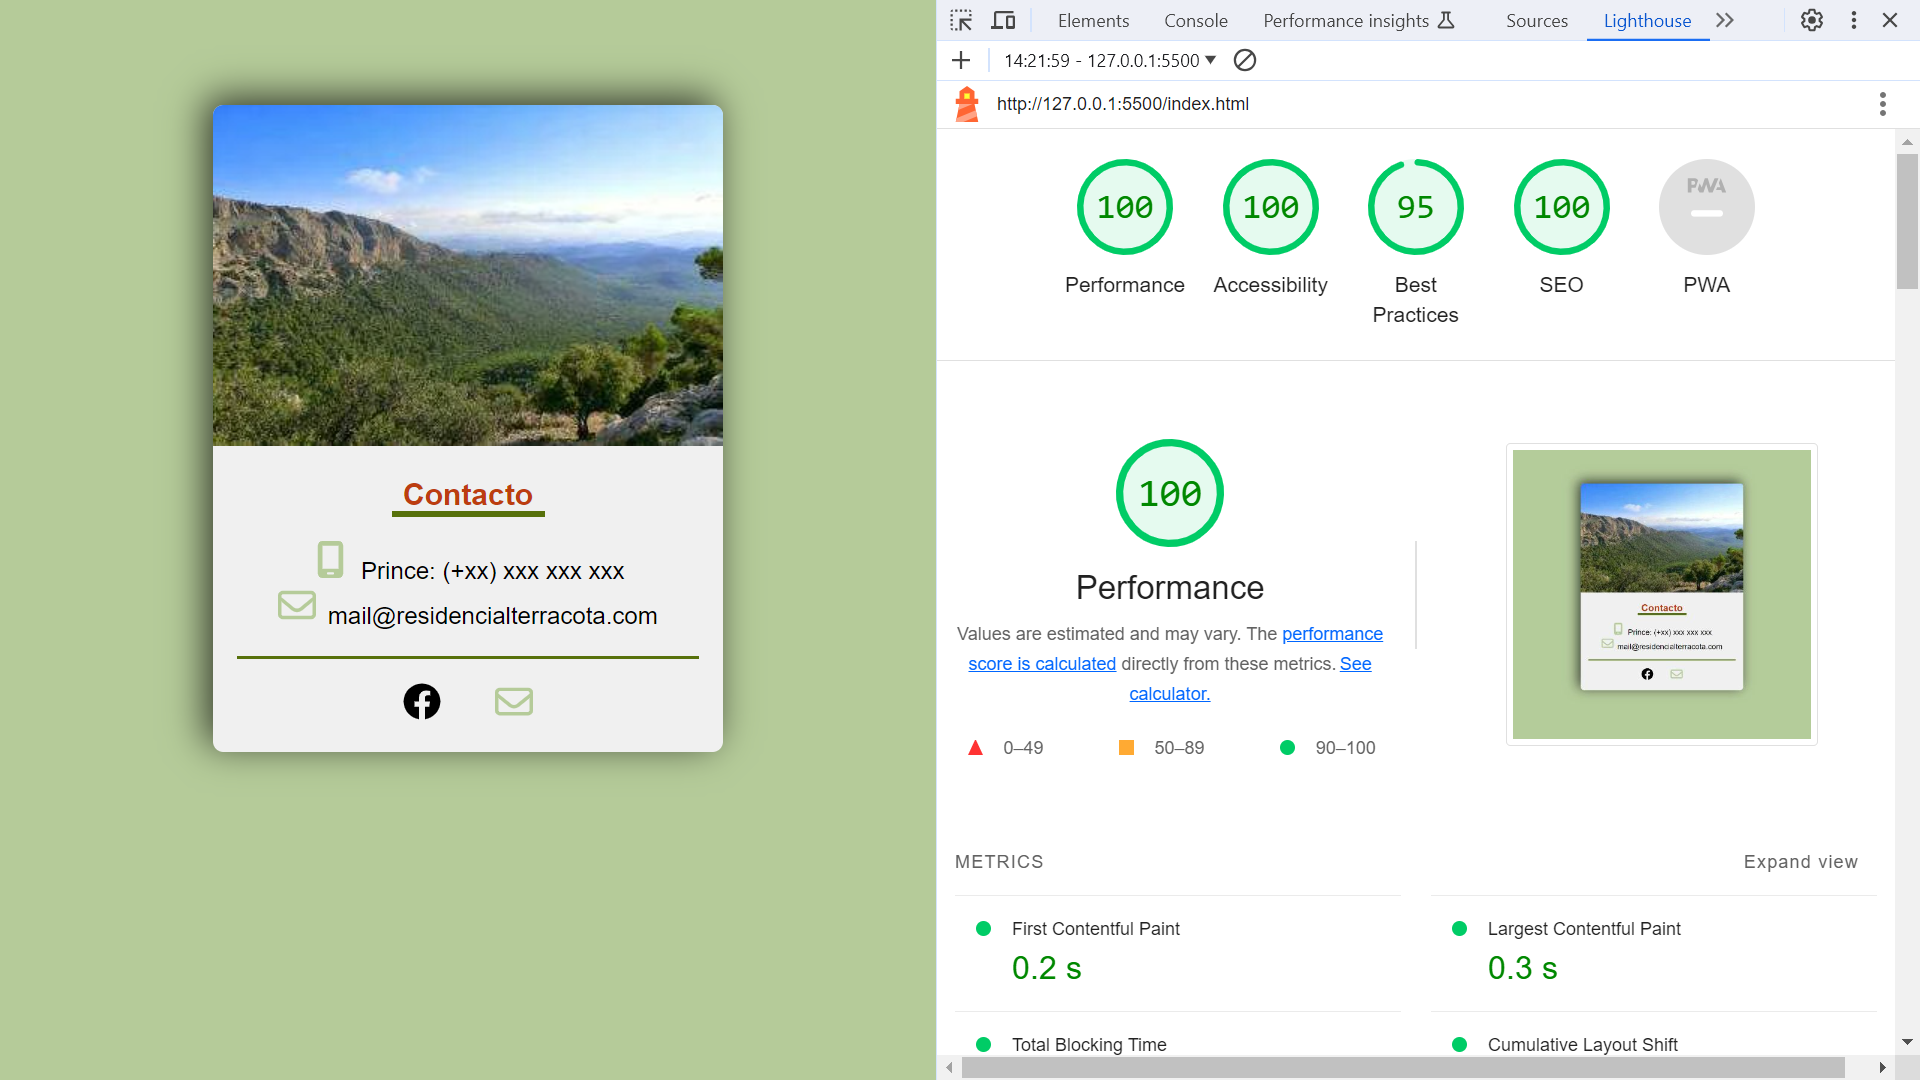 Contacto
Prince: (+xx) xxx xxx xxx
mail@residencialterracota.com
Elements Console Performance insights Sources Lighthouse
14:21:59 - 127.0.0.1:5500
http://127.0.0.1:5500/index.html
100 100 95 100 PWA
Performance Accessibility Best Practices SEO PWA
100
Performance
Values are estimated and may vary. The performance
score is calculated directly from these metrics. See
calculator.
0–49 50–89 90–100
Contacto
Prince: (+xx) xxx xxx xxx
mail@residencialterracota.com
METRICS Expand view
First Contentful Paint
0.2 s
Largest Contentful Paint
0.3 s
Total Blocking Time
Cumulative Layout Shift